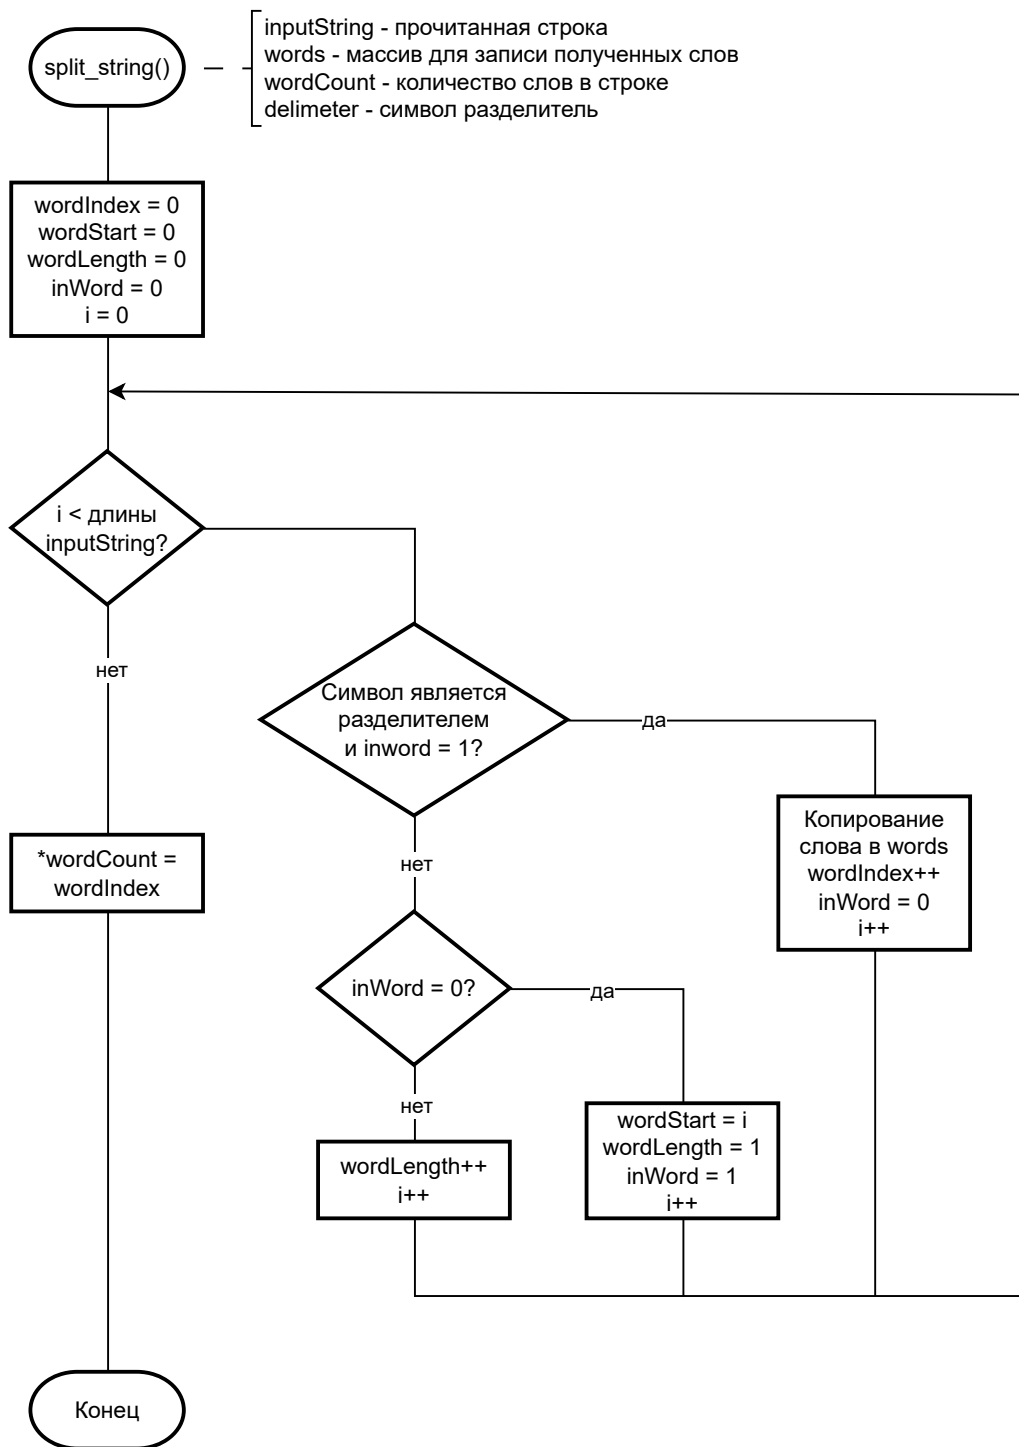 split_string()
inputString - прочитанная строка
words - массив для записи полученных слов
wordCount - количество слов в строке
delimeter - символ разделитель
wordIndex = 0
wordStart = 0
wordLength = 0
inWord = 0
i = 0
i < длины
inputString?
нет
Символ является
разделителем
и inword = 1?
да
Копирование
слова в words
wordIndex++
inWord = 0
i++
*wordCount =
wordIndex
нет
inWord = 0?
да
нет
wordLength++
i++
wordStart = i
wordLength = 1
inWord = 1
i++
Конец